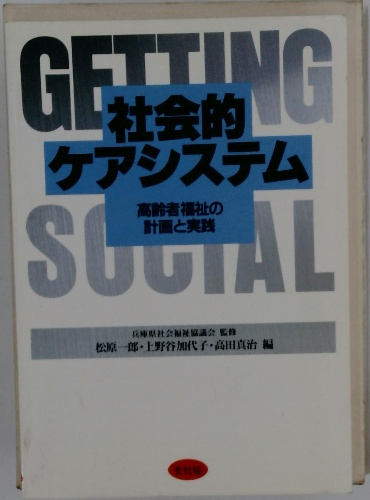 GETTING
社会的
ケアシステム
高齢者福祉の
計画と実践
SOCIAL
兵庫県社会福祉協議会 監修
松原一郎・上野谷加代子・高田真治 編